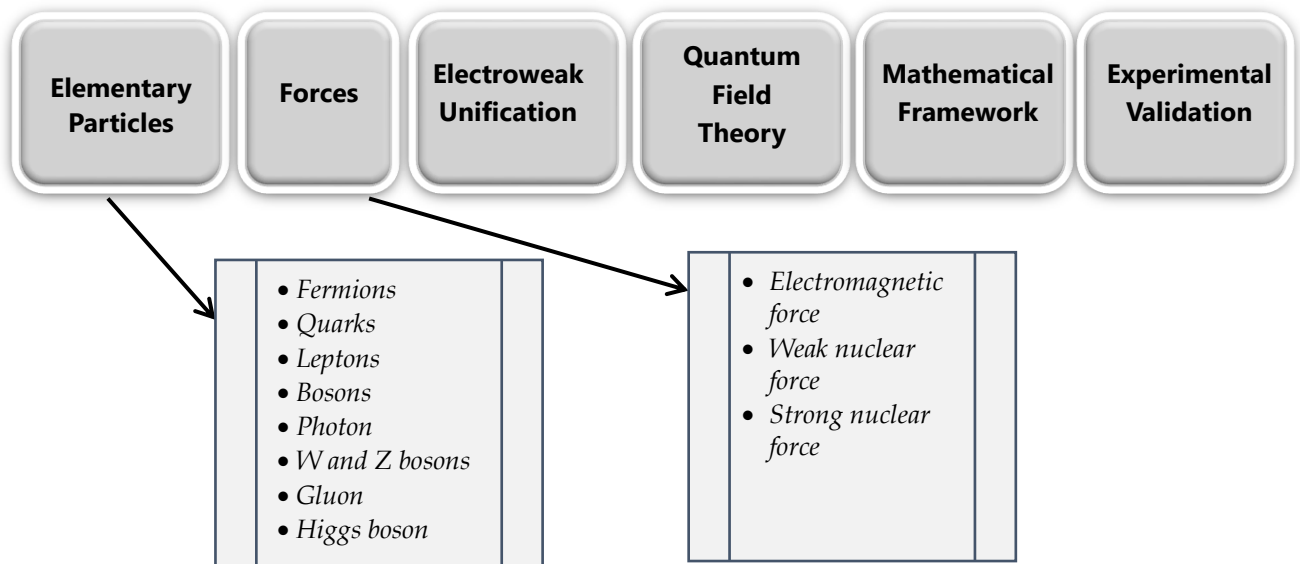 Elementary
Particles
Forces
Electroweak
Unification
Quantum
Field
Theory
Mathematical
Framework
Experimental
Validation
• Fermions
• Quarks
• Leptons
• Bosons
• Photon
• W and Z bosons
• Gluon
• Higgs boson
• Electromagnetic
force
• Weak nuclear
force
• Strong nuclear
force